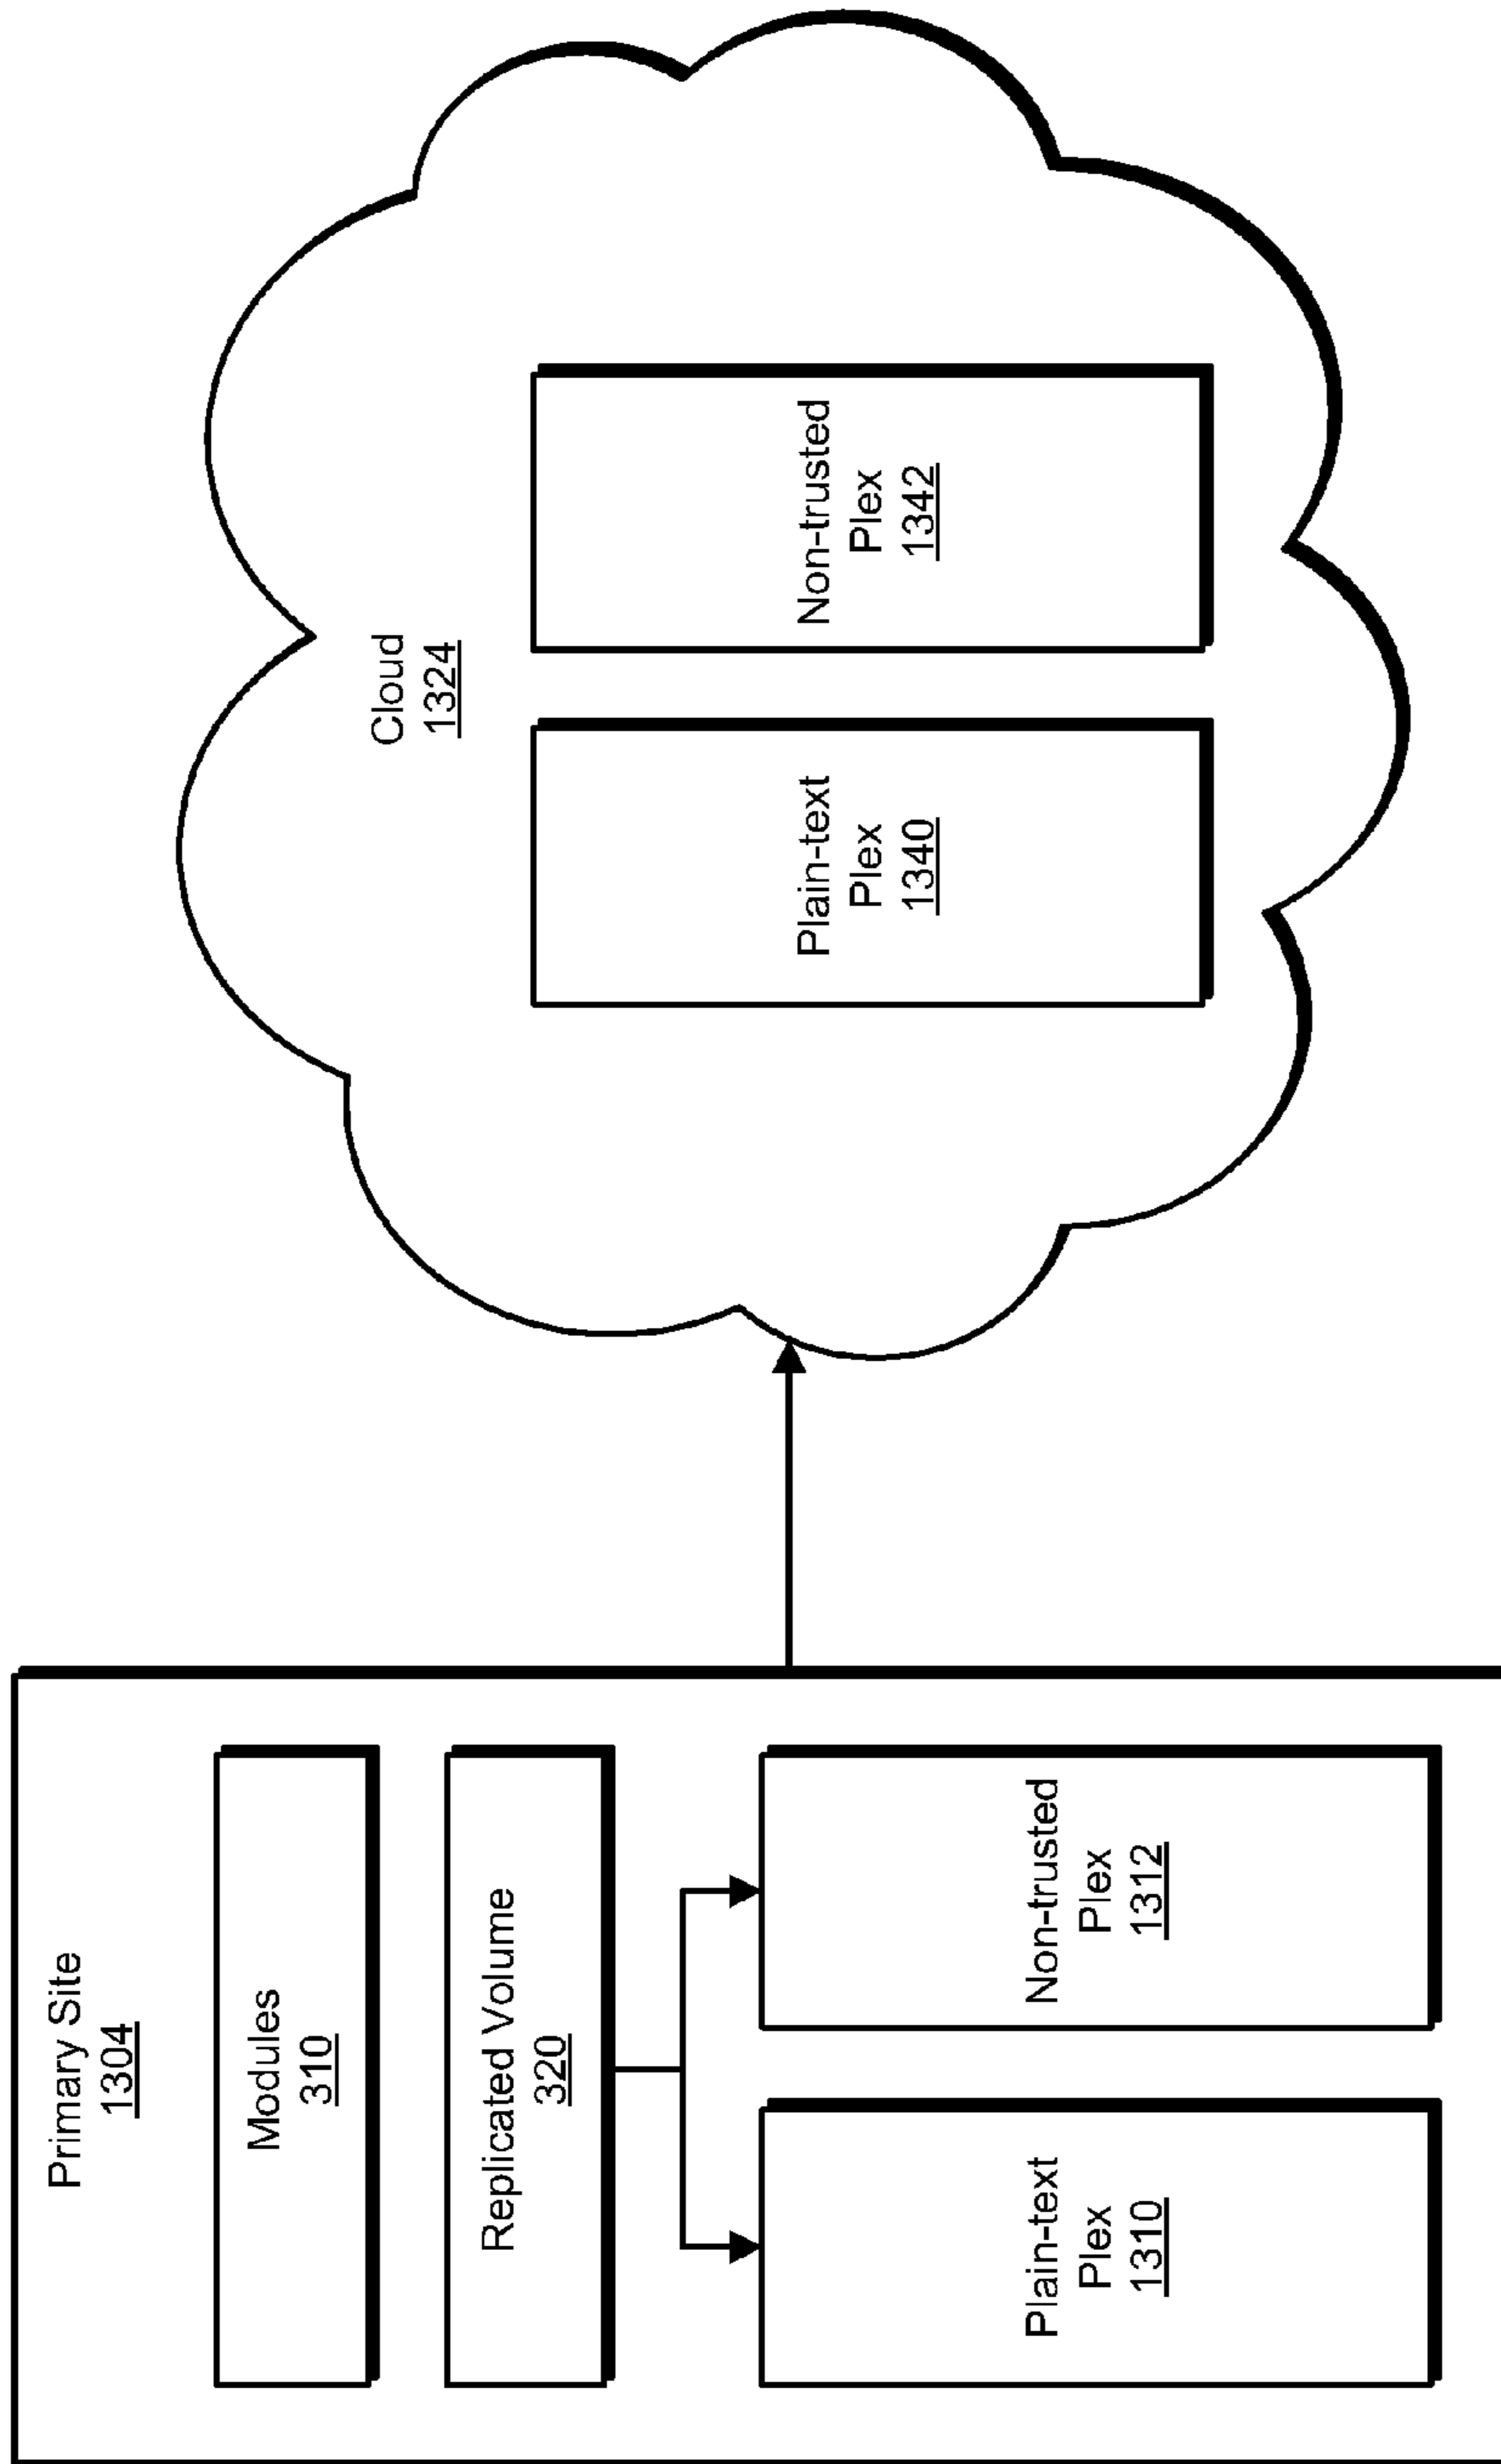 Primary Site
1304
Modules
310
Replicated Volume
320
Plain-text
Plex
1310
Non-trusted
Plex
1312
Cloud
1324
Plain-text
Plex
1340
Non-trusted
Plex
1342